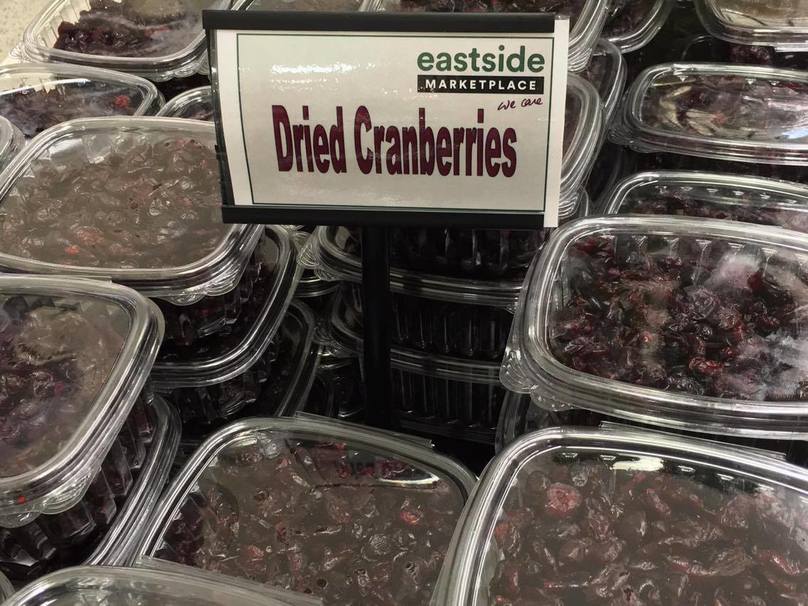 eastside
MARKETPLACE
we care
Dried Cranberries